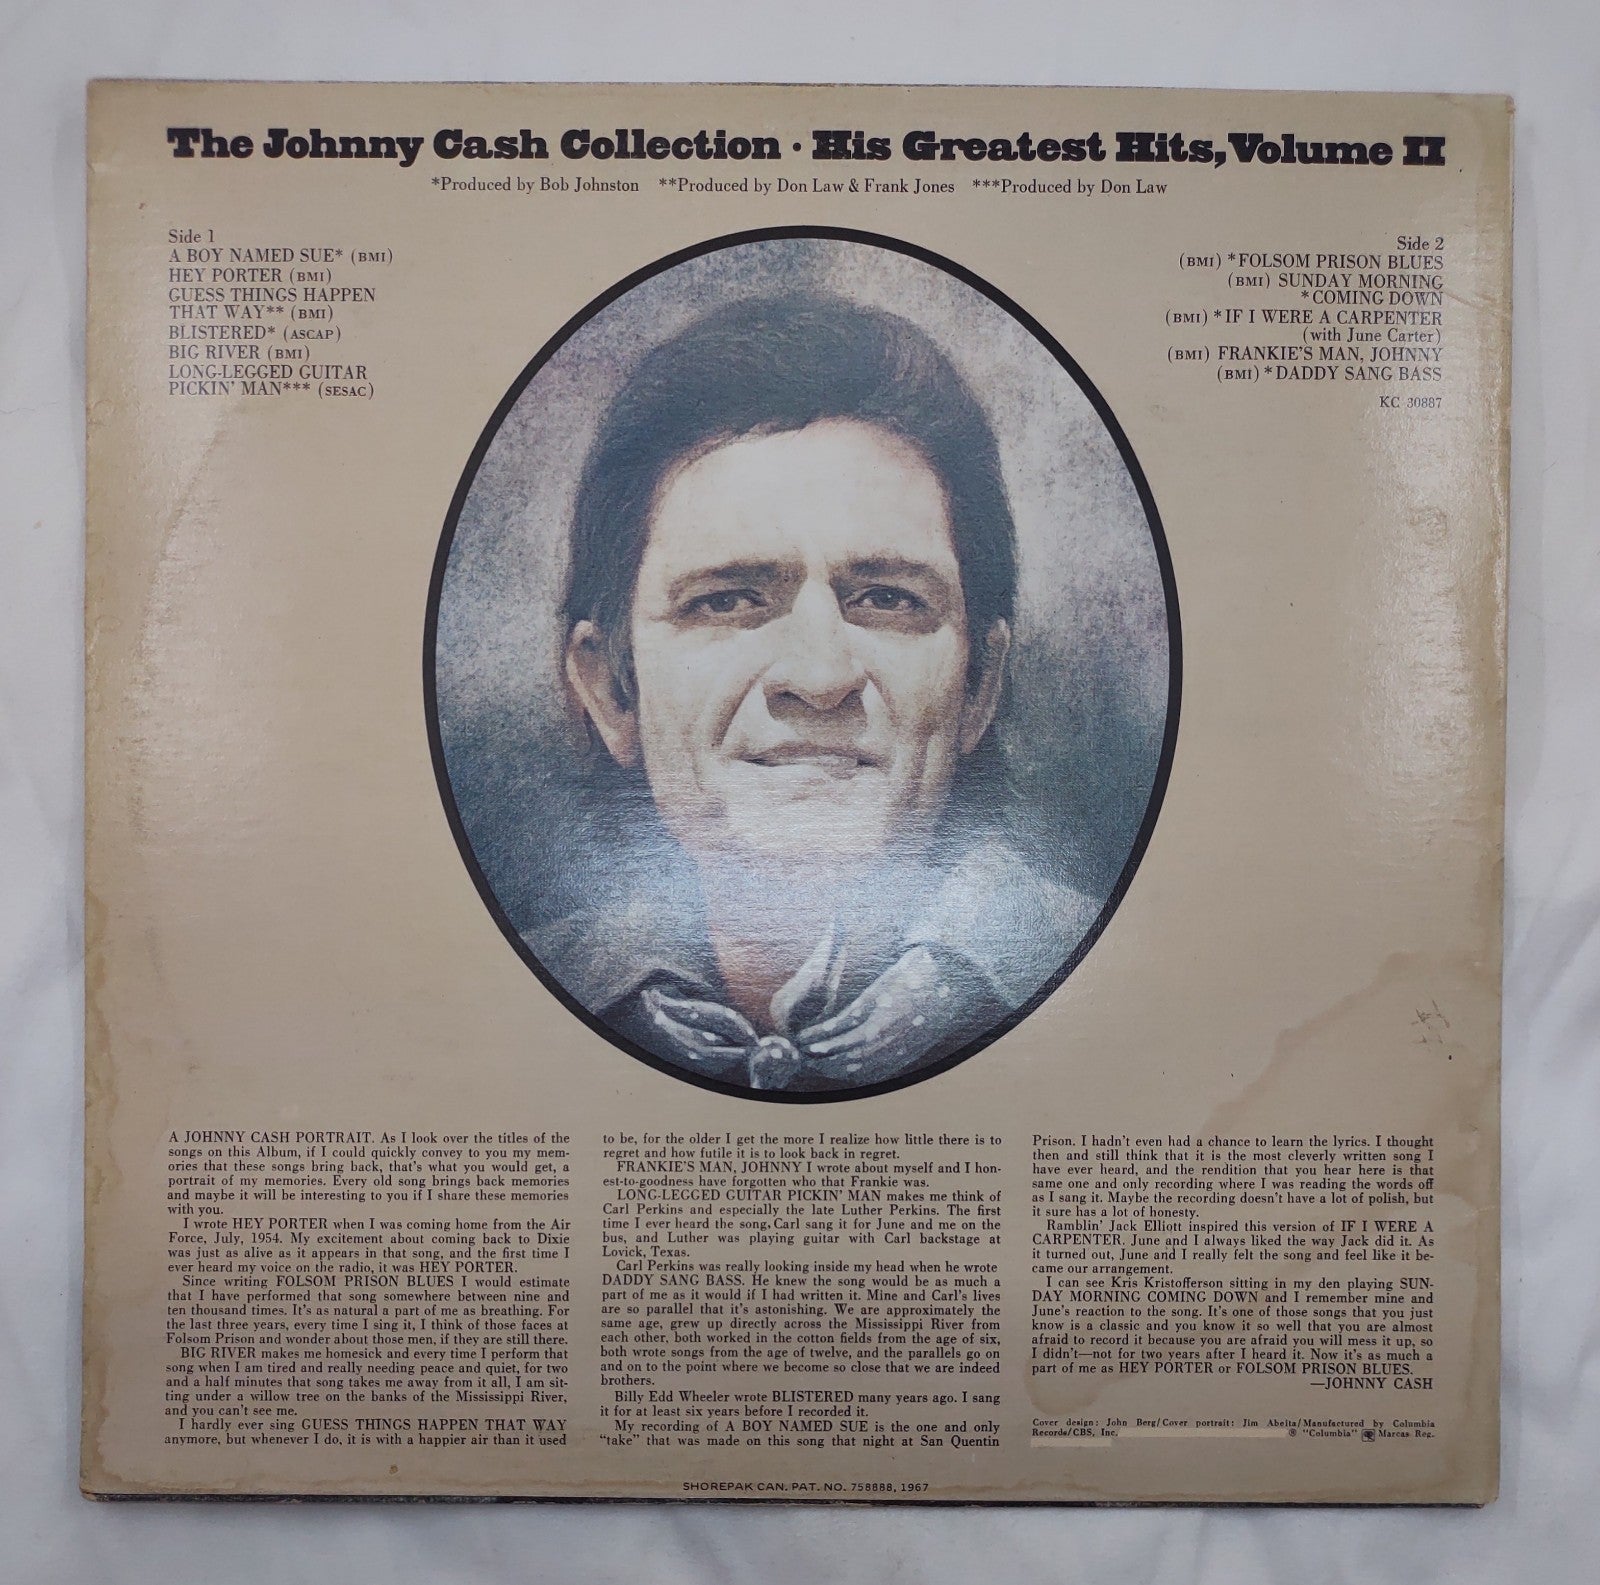 The Johnny Cash Collection • His Greatest Hits, Volume II
*Produced by Bob Johnston **Produced by Don Law & Frank Jones ***Produced by Don Law
Side 1
A BOY NAMED SUE* (BMI)
HEY PORTER (BMI)
GUESS THINGS HAPPEN
THAT WAY** (BMI)
BLISTERED* (ASCAP)
BIG RIVER (BMI)
LONG-LEGGED GUITAR
PICKIN' MAN*** (SESAC)
Side 2
(BMI) *FOLSOM PRISON BLUES
(BMI) SUNDAY MORNING
*COMING DOWN
(BMI) *IF I WERE A CARPENTER
(with June Carter)
(BMI) FRANKIE'S MAN, JOHNNY
(BMI) *DADDY SANG BASS
KC 30887
A JOHNNY CASH PORTRAIT. As I look over the titles of the
songs on this Album, if I could quickly convey to you my mem-
ories that these songs bring back, that's what you would get, a
portrait of my memories. Every old song brings back memories
and maybe it will be interesting to you if I share these memories
with you.
I wrote HEY PORTER when I was coming home from the Air
Force, July, 1954. My excitement about coming back to Dixie
was just as alive as it appears in that song, and the first time I
ever heard my voice on the radio, it was HEY PORTER.
Since writing FOLSOM PRISON BLUES I would estimate
that I have performed that song somewhere between nine and
ten thousand times. It's as natural a part of me as breathing. For
the last three years, every time I sing it, I think of those faces at
Folsom Prison and wonder about those men, if they are still there.
BIG RIVER makes me homesick and every time I perform that
song when I am tired and really needing peace and quiet, for two
and a half minutes that song takes me away from it all, I am sit-
ting under a willow tree on the banks of the Mississippi River,
and you can't see me.
I hardly ever sing GUESS THINGS HAPPEN THAT WAY
anymore, but whenever I do, it is with a happier air than it used
to be, for the older I get the more I realize how little there is to
regret and how futile it is to look back in regret.
FRANKIE'S MAN, JOHNNY I wrote about myself and I hon-
est-to-goodness have forgotten who that Frankie was.
LONG-LEGGED GUITAR PICKIN' MAN makes me think of
Carl Perkins and especially the late Luther Perkins. The first
time I ever heard the song, Carl sang it for June and me on the
bus, and Luther was playing guitar with Carl backstage at
Lovick, Texas.
Carl Perkins was really looking inside my head when he wrote
DADDY SANG BASS. He knew the song would be as much a
part of me as it would if I had written it. Mine and Carl's lives
are so parallel that it's astonishing. We are approximately the
same age, grew up directly across the Mississippi River from
each other, both worked in the cotton fields from the age of six,
both wrote songs from the age of twelve, and the parallels go on
and on to the point where we become so close that we are indeed
brothers.
Billy Edd Wheeler wrote BLISTERED many years ago. I sang
it for at least six years before I recorded it.
My recording of A BOY NAMED SUE is the one and only
"take" that was made on this song that night at San Quentin
Prison. I hadn't even had a chance to learn the lyrics. I thought
then and still think that it is the most cleverly written song I
have ever heard, and the rendition that you hear here is that
same one and only recording where I was reading the words off
as I sang it. Maybe the recording doesn't have a lot of polish, but
it sure has a lot of honesty.
Ramblin' Jack Elliott inspired this version of IF I WERE A
CARPENTER. June and I always liked the way Jack did it. As
it turned out, June and I really felt the song and feel like it be-
came our arrangement.
I can see Kris Kristofferson sitting in my den playing SUN-
DAY MORNING COMING DOWN and I remember mine and
June's reaction to the song. It's one of those songs that you just
know is a classic and you know it so well that you are almost
afraid to record it because you are afraid you will mess it up, so
I didn't—not for two years after I heard it. Now it's as much a
part of me as HEY PORTER or FOLSOM PRISON BLUES.
—JOHNNY CASH
Cover design: John Berg/Cover portrait: Jim Abeita/Manufactured by Columbia
Records/CBS, Inc. ® "Columbia" Marcas Reg.
SHOREPAK CAN. PAT. NO. 758888, 1967